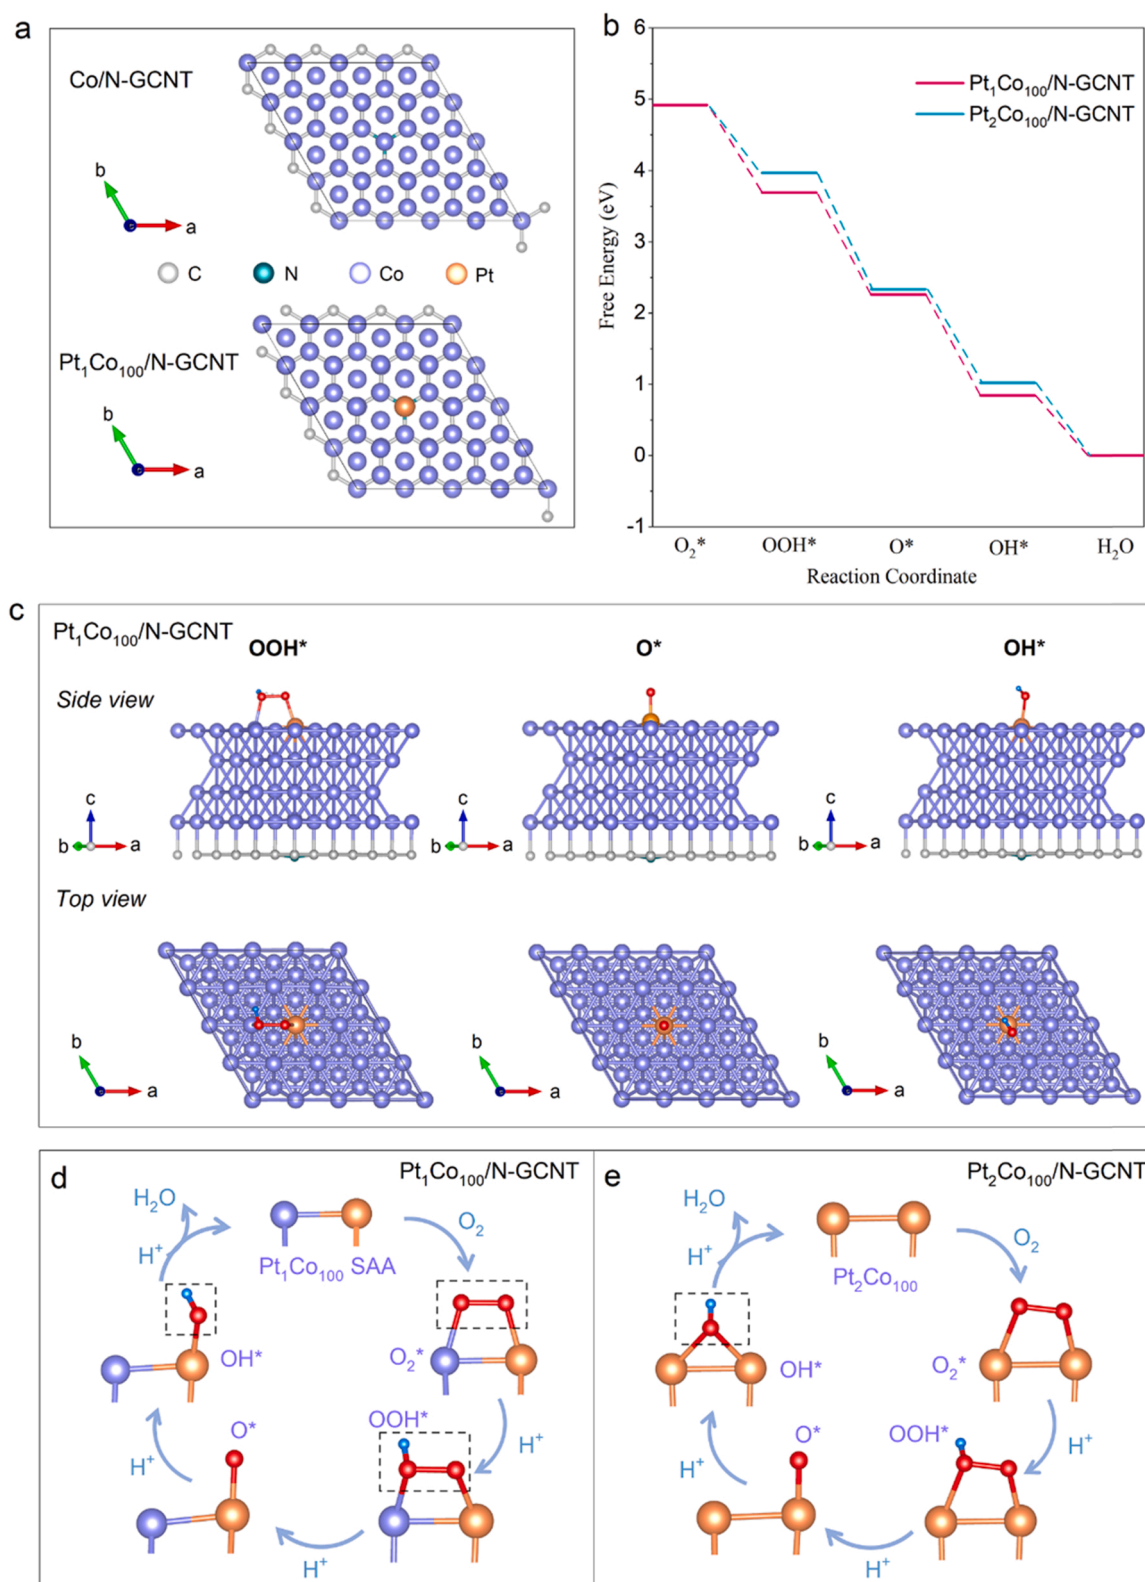 a
Co/N-GCNT
b
a
C N Co Pt
Pt₁Co₁₀₀/N-GCNT
b
a
b
6
5
4
3
2
1
0
-1
Free Energy (eV)
Pt₁Co₁₀₀/N-GCNT
Pt₂Co₁₀₀/N-GCNT
O₂* OOH* O* OH* H₂O
Reaction Coordinate
c
Pt₁Co₁₀₀/N-GCNT
OOH* O* OH*
Side view
c c c
b a b a b a
Top view
b b b
a a a
d
Pt₁Co₁₀₀/N-GCNT
H₂O
O₂
H⁺
Pt₁Co₁₀₀ SAA
OH*
O₂*
OOH*
O*
H⁺
H⁺
H⁺
e
Pt₂Co₁₀₀/N-GCNT
H₂O
O₂
H⁺
Pt₂Co₁₀₀
OH*
O₂*
O*
OOH*
H⁺
H⁺
H⁺